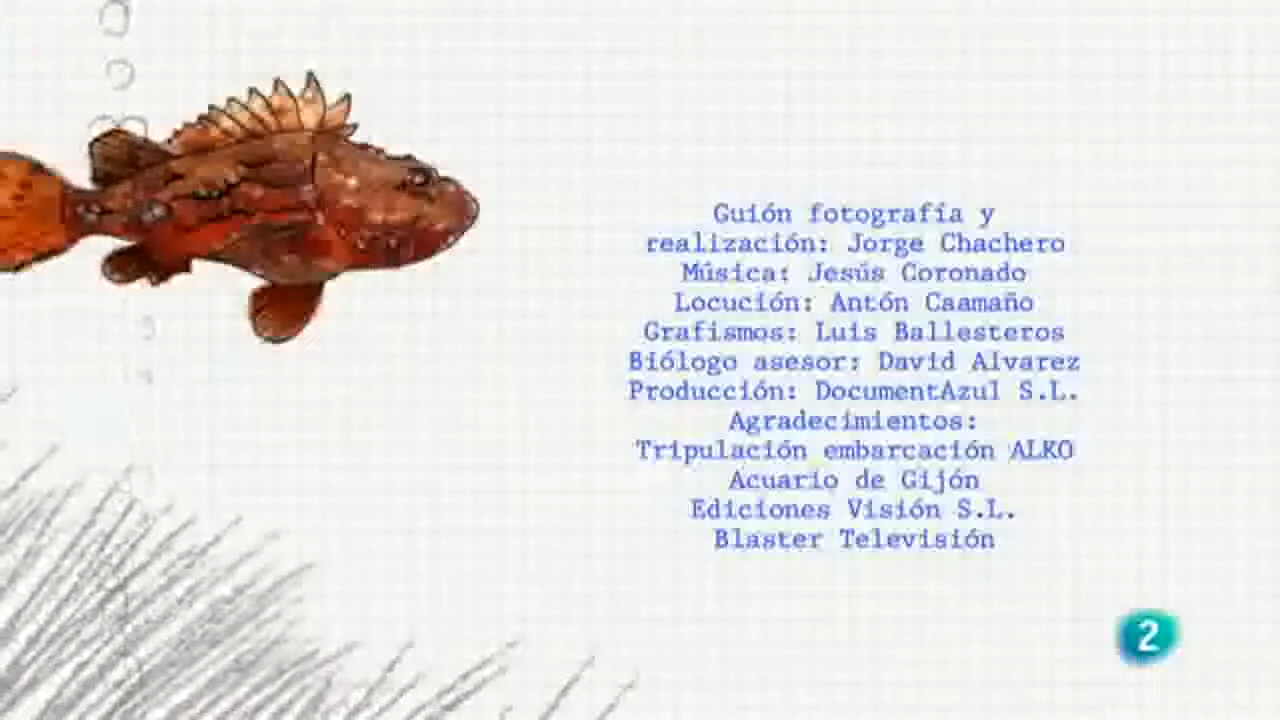 Guión fotografía y
realización: Jorge Chachero
Música: Jesús Coronado
Locución: Antón Caamaño
Grafismos: Luis Ballesteros
Biólogo asesor: David Alvarez
Producción: DocumentAzul S.L.
Agradecimientos:
Tripulación embarcación ALKO
Acuario de Gijón
Ediciones Visión S.L.
Blaster Televisión
2